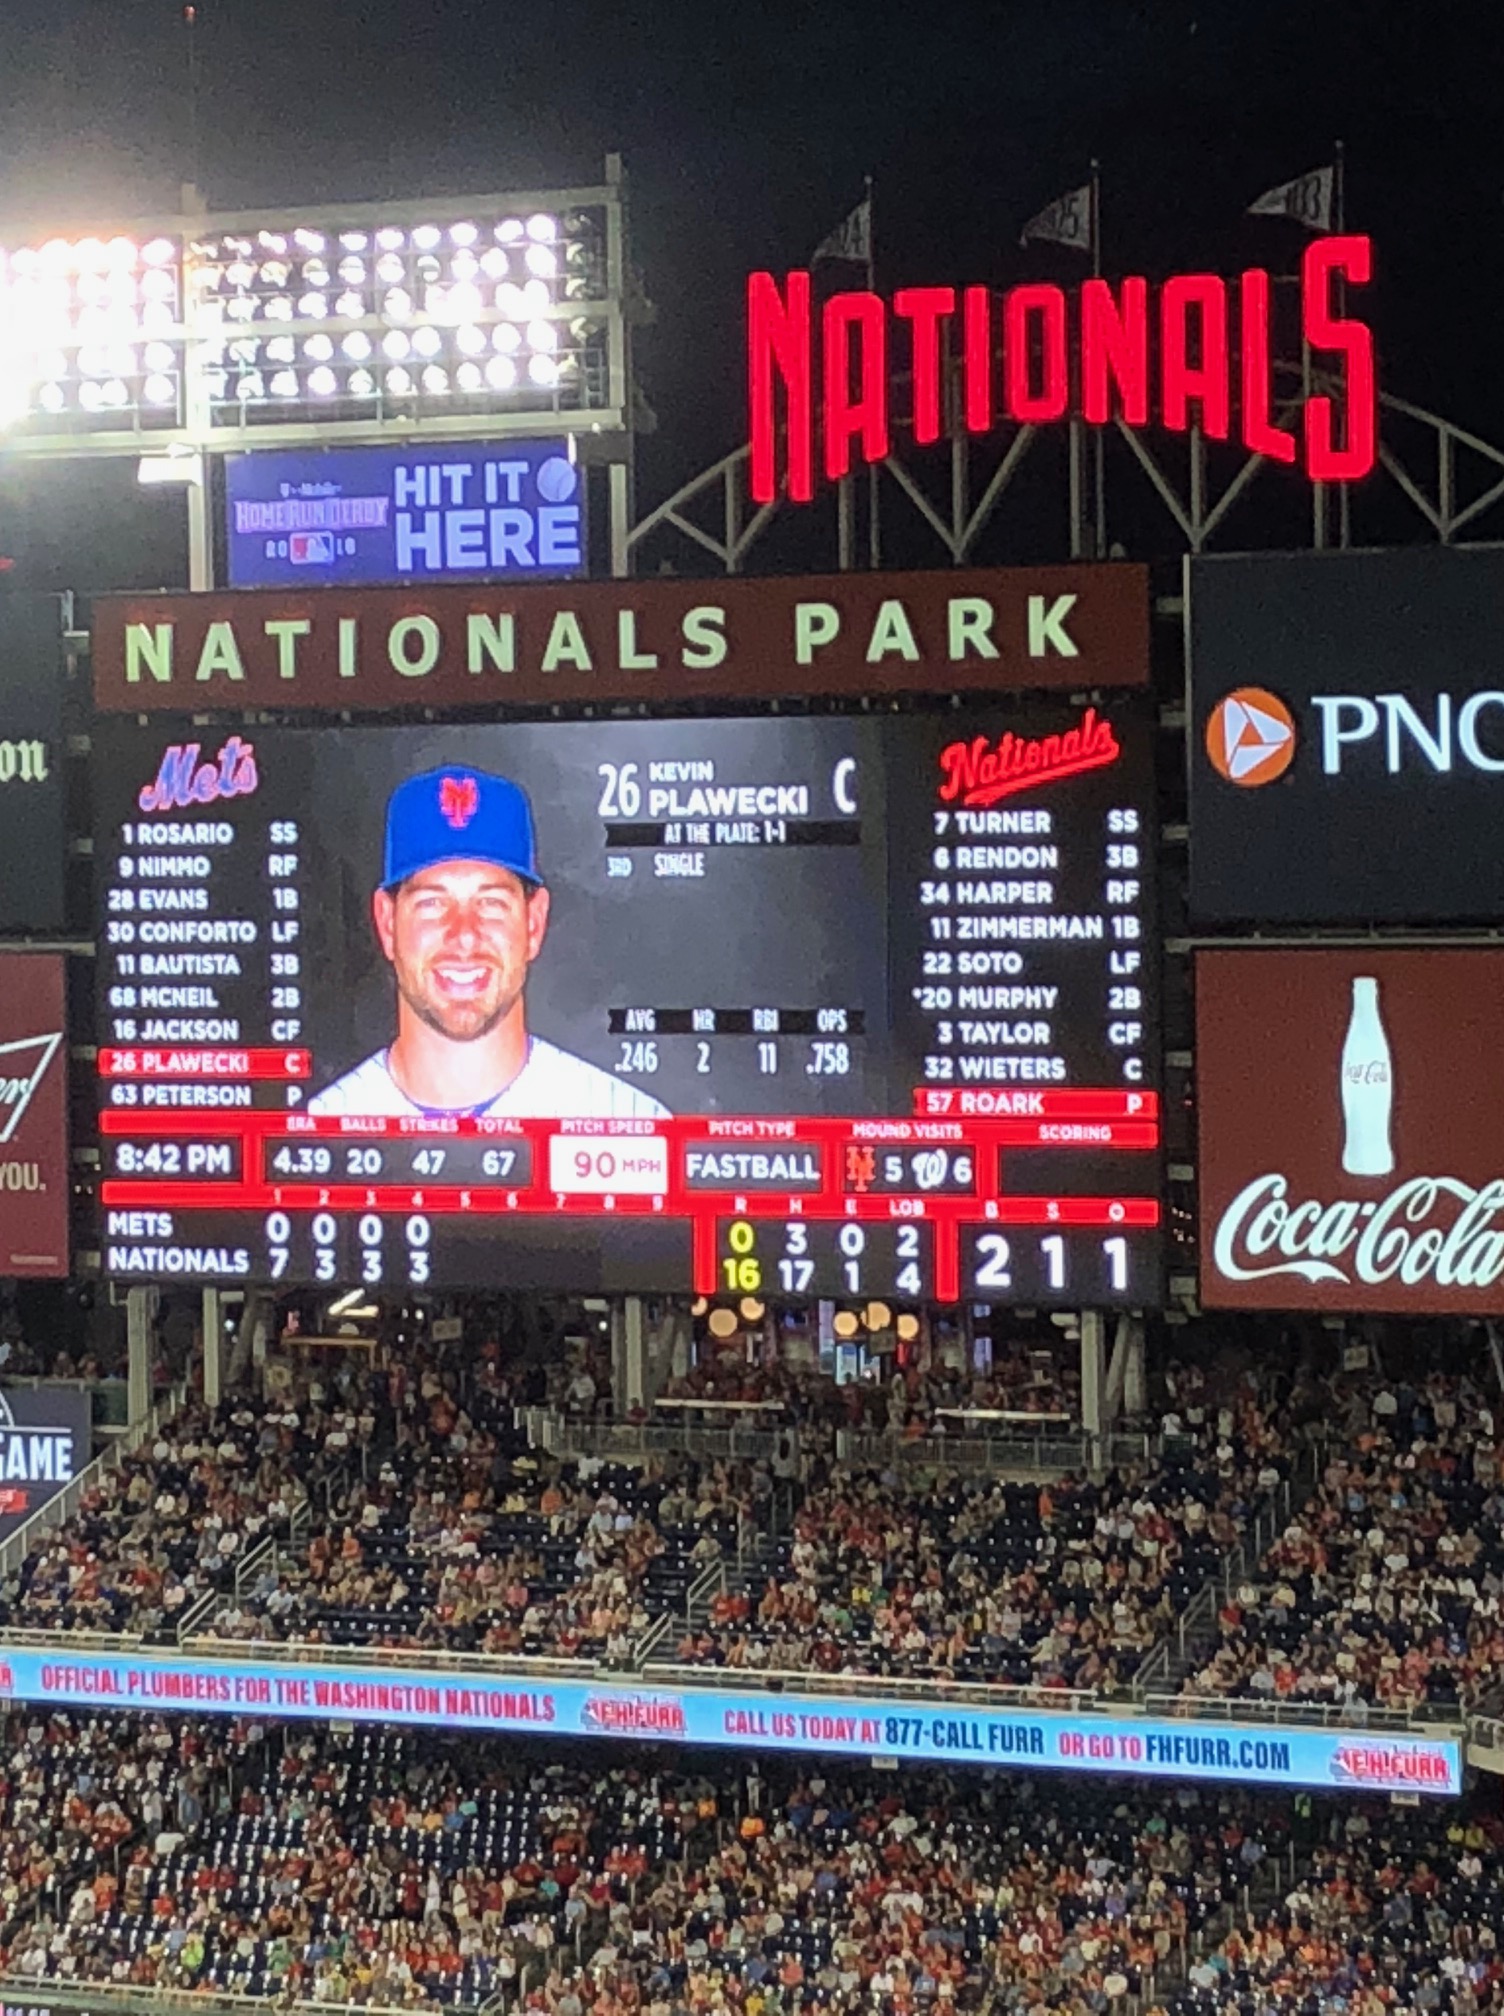 NATIONALS
HOME RUN DERBY
HIT IT
HERE
NATIONALS PARK
on
PNC
Mets
1 ROSARIO SS
9 NIMMO RF
28 EVANS 1B
30 CONFORTO LF
11 BAUTISTA 3B
68 MCNEIL 2B
16 JACKSON CF
26 PLAWECKI C
63 PETERSON P
26 KEVIN PLAWECKI C
AT THE PLATE: 1-1
3RD SINGLE
AVG HR RBI OPS
.246 2 11 .758
Nationals
7 TURNER SS
6 RENDON 3B
34 HARPER RF
11 ZIMMERMAN 1B
22 SOTO LF
*20 MURPHY 2B
3 TAYLOR CF
32 WIETERS C
57 ROARK P
ERA BALLS STRIKES TOTAL PITCH SPEED PITCH TYPE MOUND VISITS SCORING
8:42 PM 4.39 20 47 67 90 MPH FASTBALL NY 5 W 6
1 2 3 4 5 6 7 8 9 R H E LOB B S O
METS 0 0 0 0 0 3 0 2
NATIONALS 7 3 3 3 16 17 1 4
2 1 1
YOU.
Coca-Cola
Coca-Cola
GAME
OFFICIAL PLUMBERS FOR THE WASHINGTON NATIONALS F.H. FURR CALL US TODAY AT 877-CALL FURR OR GO TO FHFURR.COM F.H. FURR